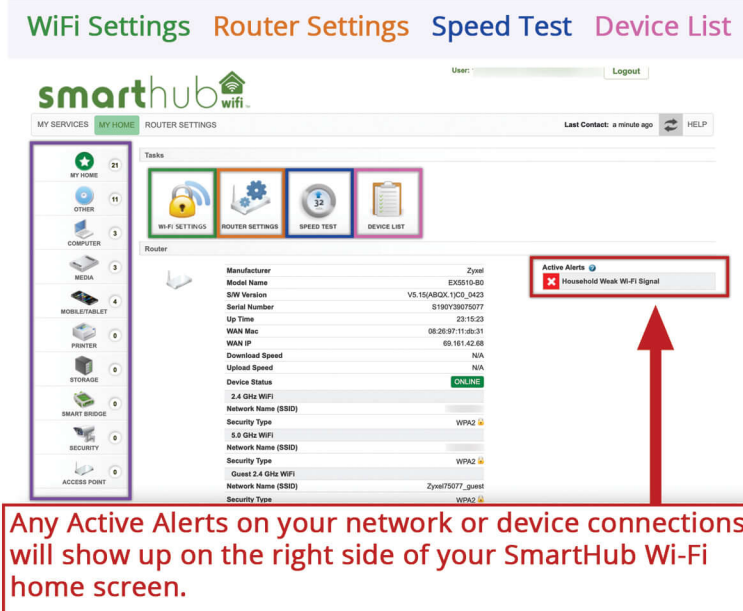 WiFi Settings Router Settings Speed Test Device List
smarthub wifi
User:
Logout
MY SERVICES MY HOME ROUTER SETTINGS
Last Contact: a minute ago HELP
MY HOME 21
OTHER 11
COMPUTER 3
MEDIA 3
MOBILE/TABLET 4
PRINTER 0
STORAGE 0
SMART BRIDGE 0
SECURITY 0
ACCESS POINT 0
Tasks
32
WI-FI SETTINGS ROUTER SETTINGS SPEED TEST DEVICE LIST
Router
Manufacturer Zyxel
Model Name EX5510-B0
S/W Version V5.15(ABQX.1)C0_0423
Serial Number S190Y39075077
Up Time 23:15:23
WAN Mac 08:26:97:11:db:31
WAN IP 69.161.42.68
Download Speed N/A
Upload Speed N/A
Device Status ONLINE
2.4 GHz WiFi
Network Name (SSID)
Security Type WPA2
5.0 GHz WiFi
Network Name (SSID)
Security Type WPA2
Guest 2.4 GHz WiFi
Network Name (SSID) Zyxel75077_guest
Security Type WPA2
Active Alerts
Household Weak Wi-Fi Signal
Any Active Alerts on your network or device connections
will show up on the right side of your SmartHub Wi-Fi
home screen.